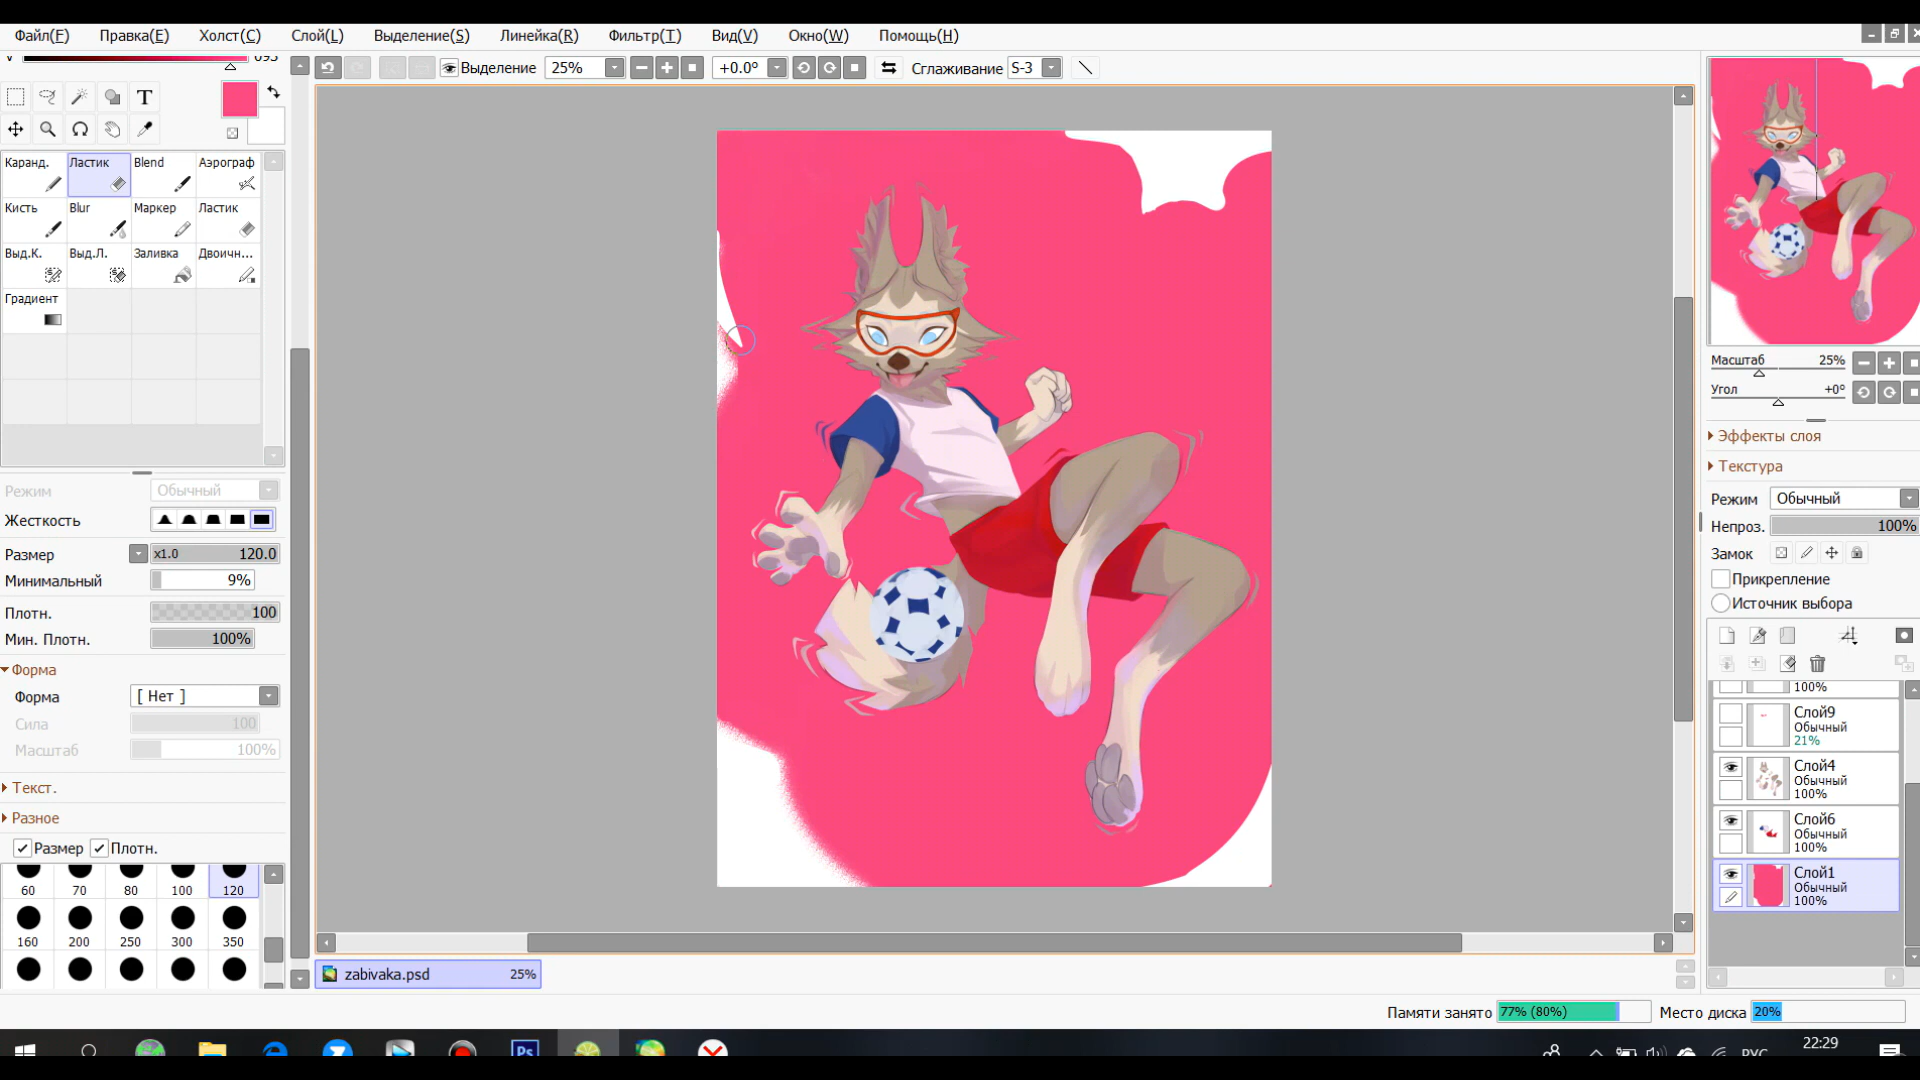 Файл(F) Правка(E) Холст(C) Слой(L) Выделение(S) Линейка(R) Фильтр(T) Вид(V) Окно(W) Помощь(H)
V 095
Выделение 25% +0.0° Сглаживание S-3
T
Каранд. Ластик Blend Аэрограф
Кисть Blur Маркер Ластик
Выд.К. Выд.Л. Заливка Двоичн...
Градиент
Режим Обычный
Жесткость
Размер x1.0 120.0
Минимальный 9%
Плотн. 100
Мин. Плотн. 100%
Форма
Форма [ Нет ]
Сила 100
Масштаб 100%
Текст.
Разное
Размер Плотн.
60 70 80 100 120
160 200 250 300 350
zabivaka.psd 25%
Масштаб 25%
Угол +0°
Эффекты слоя
Текстура
Режим Обычный
Непроз. 100%
Замок
Прикрепление
Источник выбора
100%
Слой9
Обычный
21%
Слой4
Обычный
100%
Слой6
Обычный
100%
Слой1
Обычный
100%
Памяти занято 77% (80%) Место диска 20%
Ps
РУС
22:29